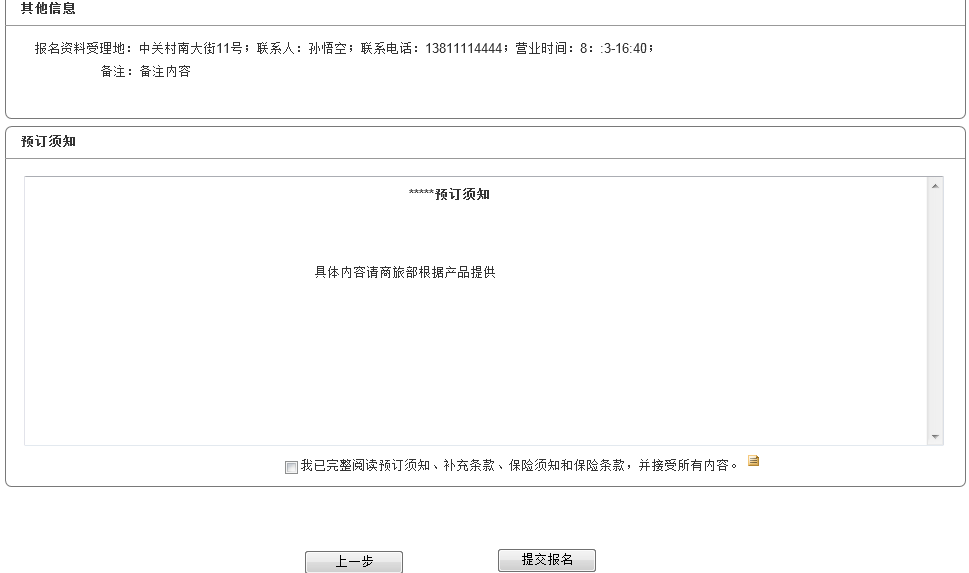 其他信息
报名资料受理地：中关村南大街11号；联系人：孙悟空；联系电话：13811114444；营业时间：8：:3-16:40；
备注：备注内容
预订须知
*****预订须知
具体内容请商旅部根据产品提供
我已完整阅读预订须知、补充条款、保险须知和保险条款，并接受所有内容。
上一步
提交报名